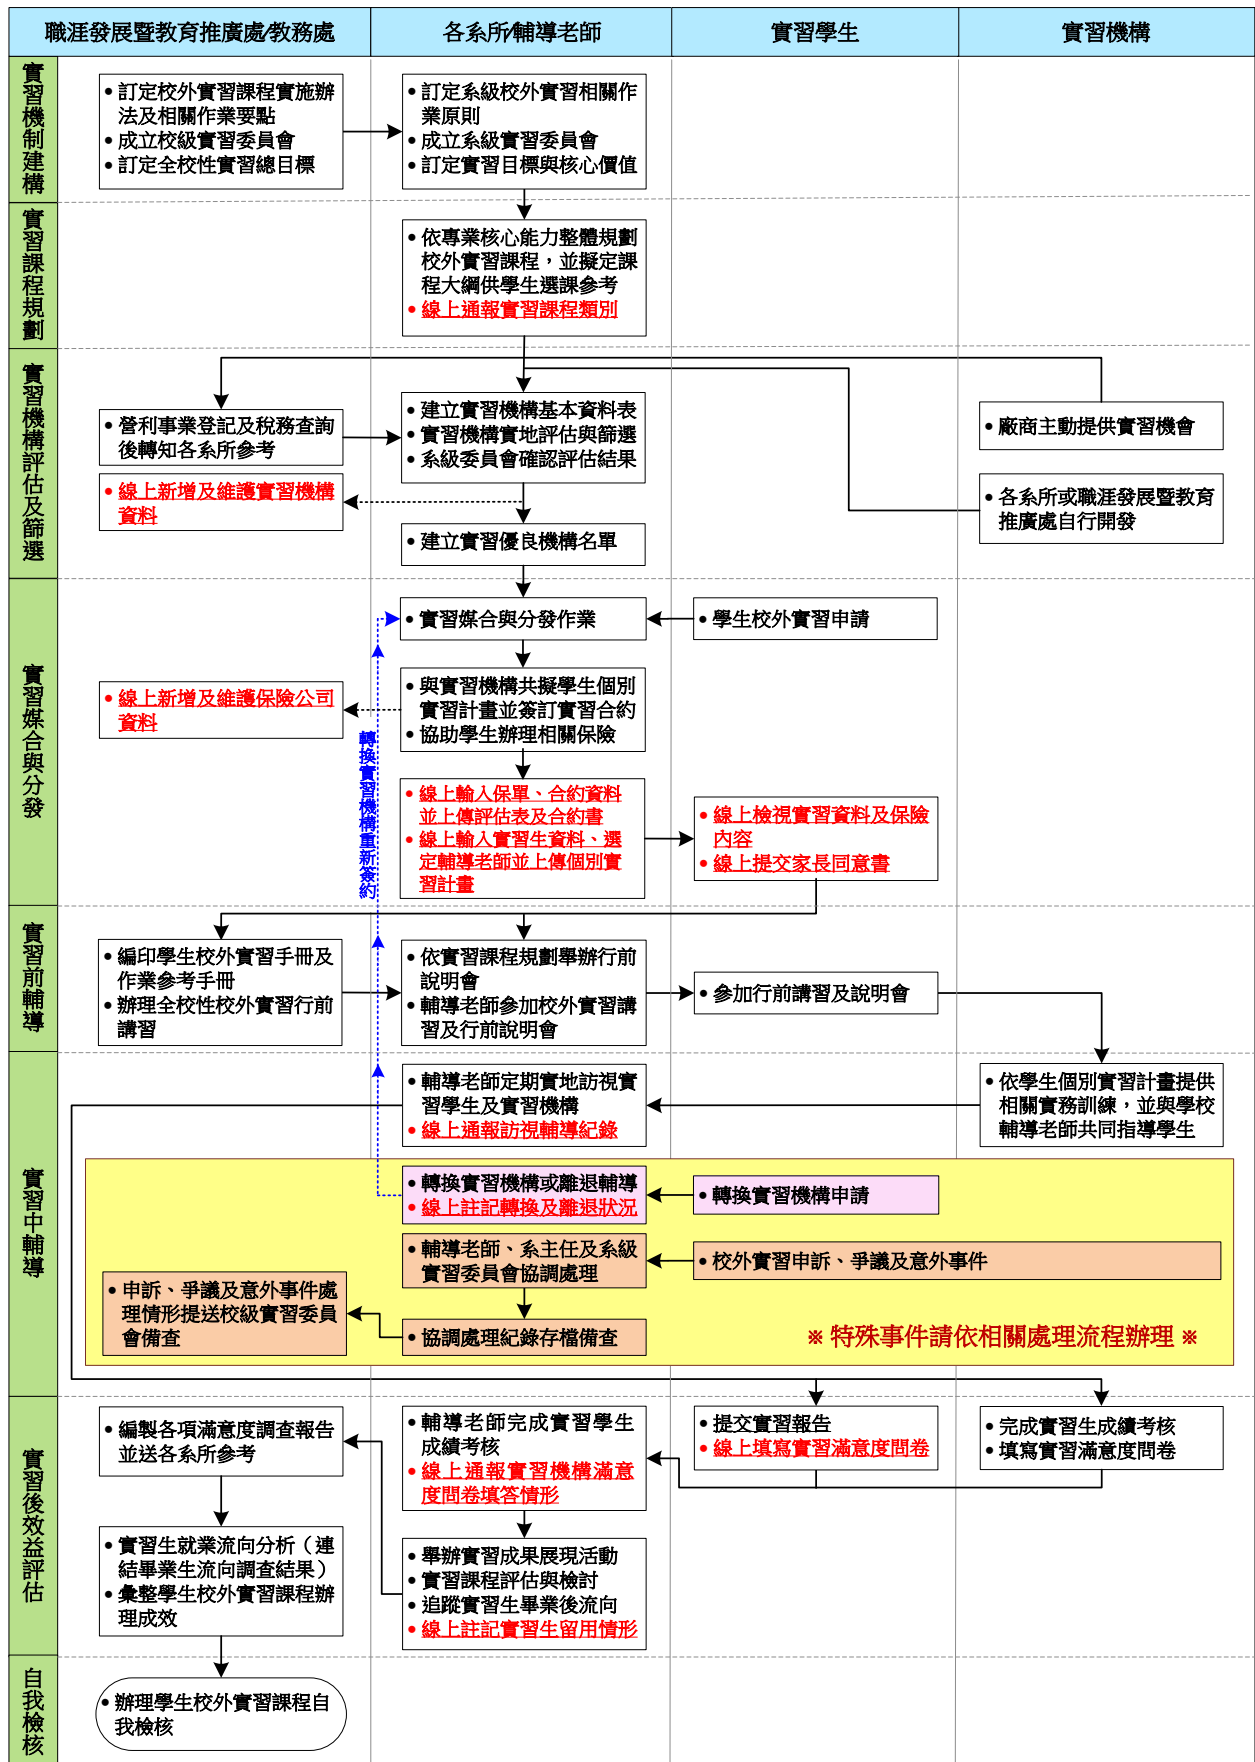 職涯發展暨教育推廣處/教務處
各系所/輔導老師
實習學生
實習機構
實習機制建構
• 訂定校外實習課程實施辦
法及相關作業要點
• 成立校級實習委員會
• 訂定全校性實習總目標
• 訂定系級校外實習相關作
業原則
• 成立系級實習委員會
• 訂定實習目標與核心價值
實習課程規劃
• 依專業核心能力整體規劃
校外實習課程，並擬定課
程大綱供學生選課參考
• 線上通報實習課程類別
實習機構評估及篩選
• 營利事業登記及稅務查詢
後轉知各系所參考
• 建立實習機構基本資料表
• 實習機構實地評估與篩選
• 系級委員會確認評估結果
• 廠商主動提供實習機會
• 線上新增及維護實習機構
資料
• 各系所或職涯發展暨教育
推廣處自行開發
• 建立實習優良機構名單
實習媒合與分發
• 實習媒合與分發作業
• 學生校外實習申請
• 線上新增及維護保險公司
資料
• 與實習機構共擬學生個別
實習計畫並簽訂實習合約
• 協助學生辦理相關保險
轉換實習機構重新簽約
• 線上輸入保單、合約資料
並上傳評估表及合約書
• 線上輸入實習生資料、選
定輔導老師並上傳個別實
習計畫
• 線上檢視實習資料及保險
內容
• 線上提交家長同意書
實習前輔導
• 編印學生校外實習手冊及
作業參考手冊
• 辦理全校性校外實習行前
講習
• 依實習課程規劃舉辦行前
說明會
• 輔導老師參加校外實習講
習及行前說明會
• 參加行前講習及說明會
實習中輔導
• 輔導老師定期實地訪視實
習學生及實習機構
• 線上通報訪視輔導紀錄
• 依學生個別實習計畫提供
相關實務訓練，並與學校
輔導老師共同指導學生
• 轉換實習機構或離退輔導
• 線上註記轉換及離退狀況
• 轉換實習機構申請
• 輔導老師、系主任及系級
實習委員會協調處理
• 校外實習申訴、爭議及意外事件
• 申訴、爭議及意外事件處
理情形提送校級實習委員
會備查
• 協調處理紀錄存檔備查
※ 特殊事件請依相關處理流程辦理 ※
實習後效益評估
• 編製各項滿意度調查報告
並送各系所參考
• 輔導老師完成實習學生
成績考核
• 線上通報實習機構滿意
度問卷填答情形
• 提交實習報告
• 線上填寫實習滿意度問卷
• 完成實習生成績考核
• 填寫實習滿意度問卷
• 實習生就業流向分析（連
結畢業生流向調查結果）
• 彙整學生校外實習課程辦
理成效
• 舉辦實習成果展現活動
• 實習課程評估與檢討
• 追蹤實習生畢業後流向
• 線上註記實習生留用情形
自我檢核
• 辦理學生校外實習課程自
我檢核